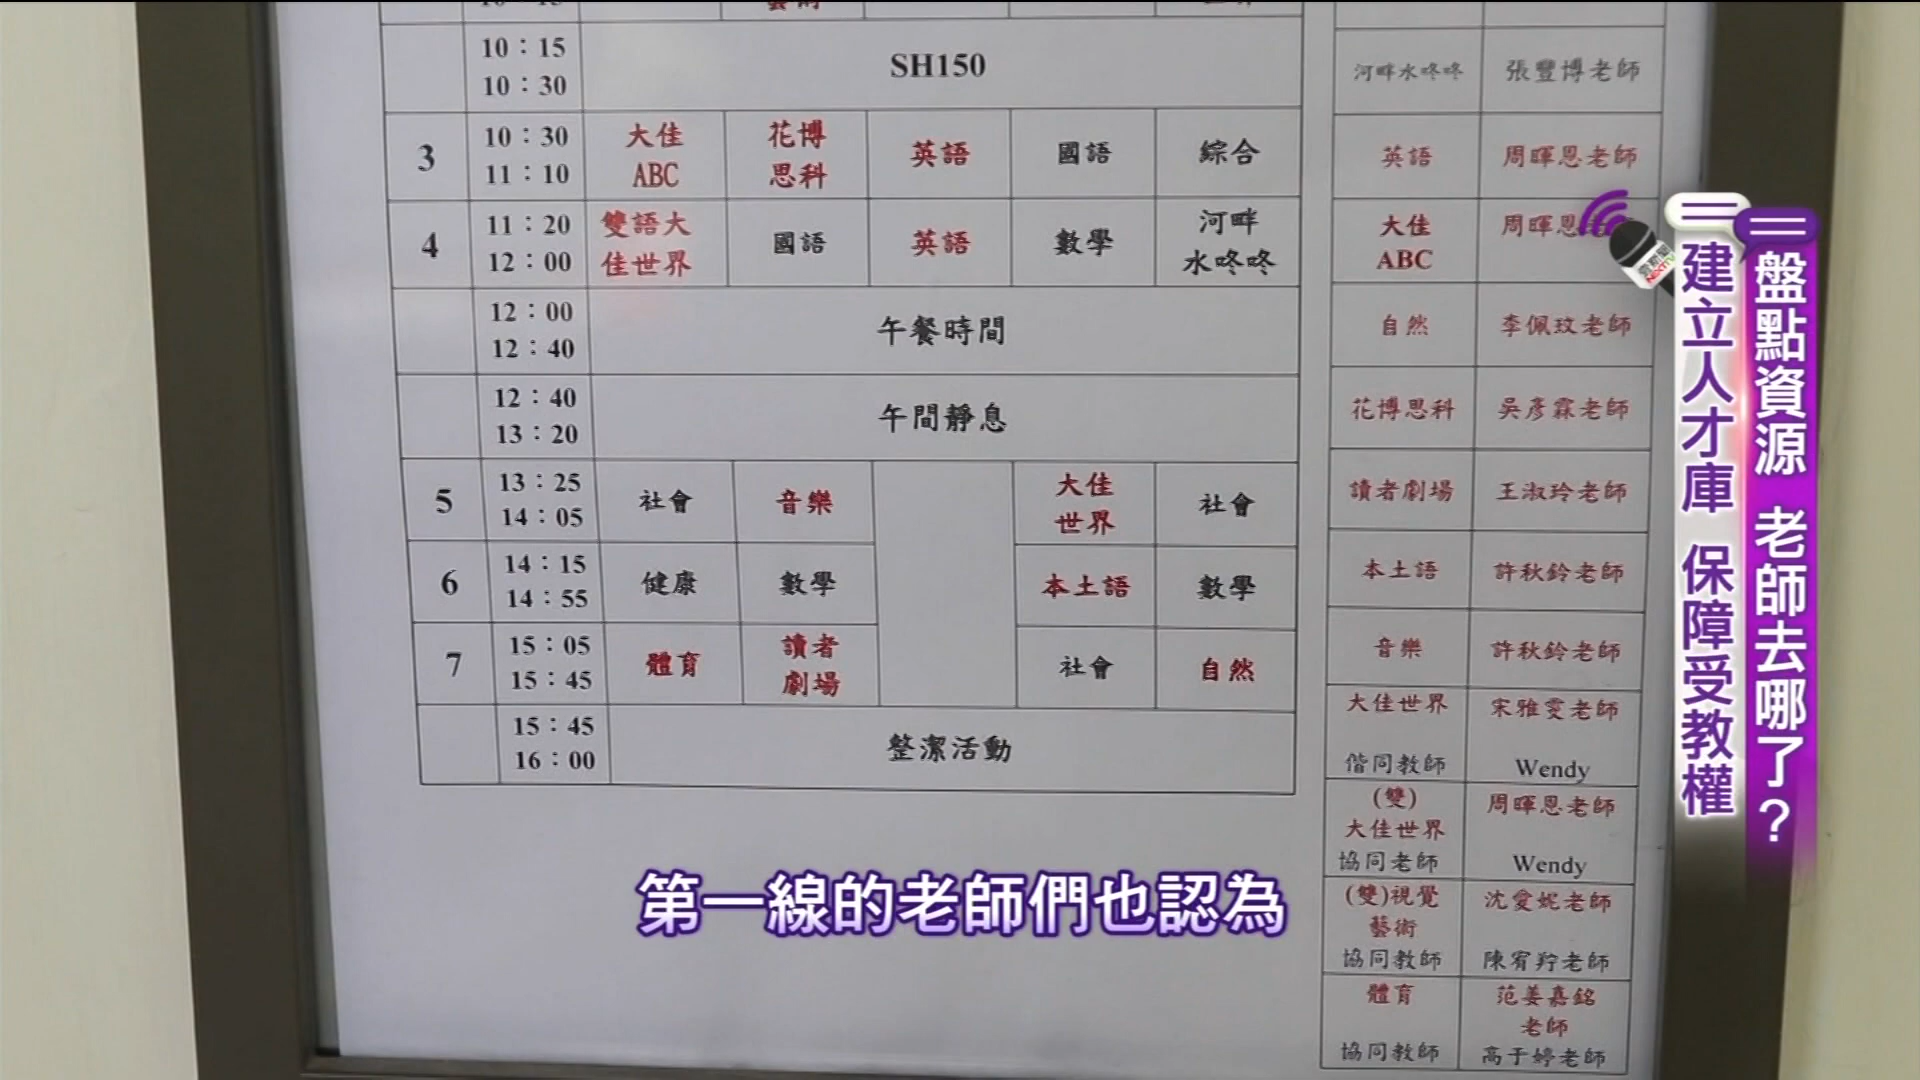 10:15
10:30
SH150
3
10:30
11:10
大佳
ABC
花博
思科
英語
國語
綜合
4
11:20
12:00
雙語大
佳世界
國語
英語
數學
河畔
水咚咚
12:00
12:40
午餐時間
12:40
13:20
午間靜息
5
13:25
14:05
社會
音樂
大佳
世界
社會
6
14:15
14:55
健康
數學
本土語
數學
7
15:05
15:45
體育
讀者
劇場
社會
自然
15:45
16:00
整潔活動
河畔水咚咚
張豐博老師
英語
周暉恩老師
大佳
ABC
周暉恩
自然
李佩玟老師
花博思科
吳彥霖老師
讀者劇場
王淑玲老師
本土語
許秋鈴老師
音樂
許秋鈴老師
大佳世界
宋雅雯老師
偕同教師
Wendy
(雙)
大佳世界
周暉恩老師
協同老師
Wendy
(雙)視覺
藝術
沈愛妮老師
協同教師
陳宥羚老師
體育
范姜嘉銘
老師
協同教師
高于婷老師
盤點資源 老師去哪了?
建立人才庫 保障受教權
第一線的老師們也認為